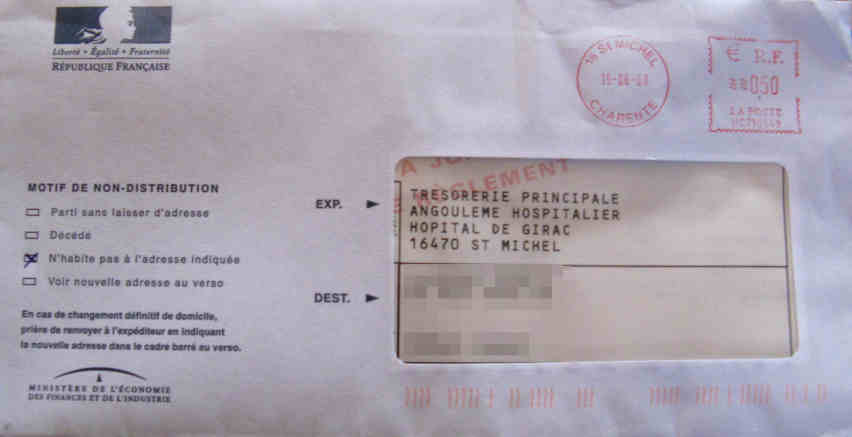 Liberté • Égalité • Fraternité
RÉPUBLIQUE FRANÇAISE
16 ST MICHEL
CHARENTE
€ R.F.
050
LA POSTE
MOTIF DE NON-DISTRIBUTION
Parti sans laisser d'adresse
Décédé
N'habite pas à l'adresse indiquée
Voir nouvelle adresse au verso
En cas de changement définitif de domicile,
prière de renvoyer à l'expéditeur en indiquant
la nouvelle adresse dans le cadre barré au verso.
MINISTÈRE DE L'ÉCONOMIE
DES FINANCES ET DE L'INDUSTRIE
EXP.
TRESORERIE PRINCIPALE
ANGOULEME HOSPITALIER
HOPITAL DE GIRAC
16470 ST MICHEL
DEST.